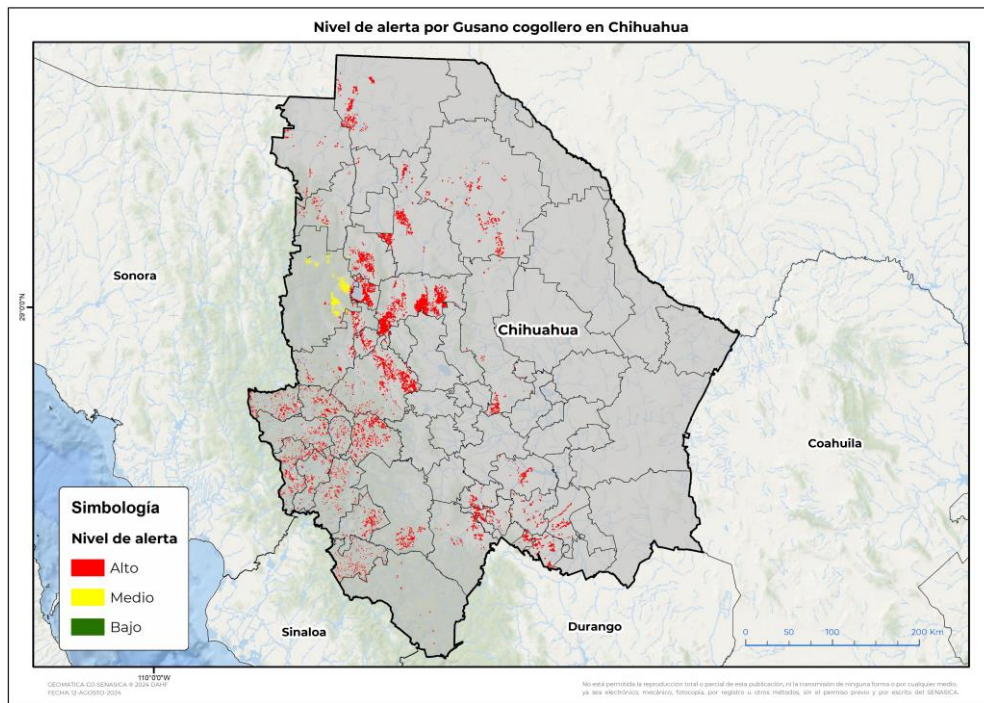 Nivel de alerta por Gusano cogollero en Chihuahua
Sonora
29°0'0"N
Chihuahua
Coahuila
Simbología
Nivel de alerta
Alto
Medio
Bajo
Sinaloa
Durango
0 50 100 200 Km
110°0'0"W
GEOMÁTICA-CG-SENASICA ® 2024 DAHF
FECHA: 12-AGOSTO-2024
No está permitida la reproducción total o parcial de esta publicación, ni la transmisión de ninguna forma o por cualquier medio,
ya sea electrónico, mecánico, fotocopia, por registro u otros métodos, sin el permiso previo y por escrito del SENASICA.